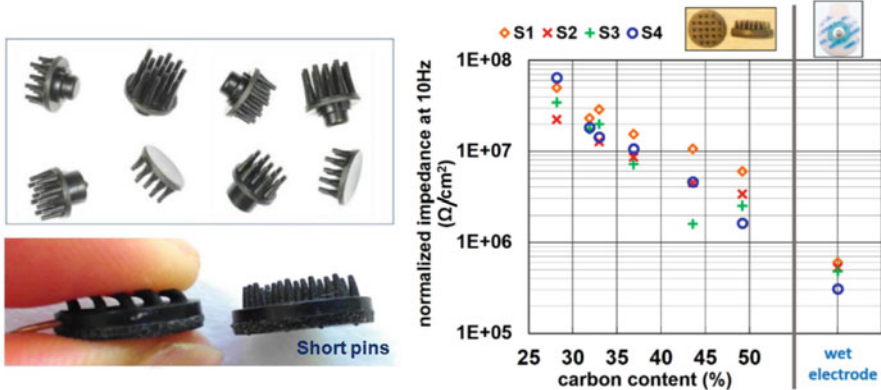 Short pins
S1 S2 S3 S4
normalized impedance at 10Hz
(Ω/cm²)
1E+08
1E+07
1E+06
1E+05
25 30 35 40 45 50 55
carbon content (%)
wet
electrode